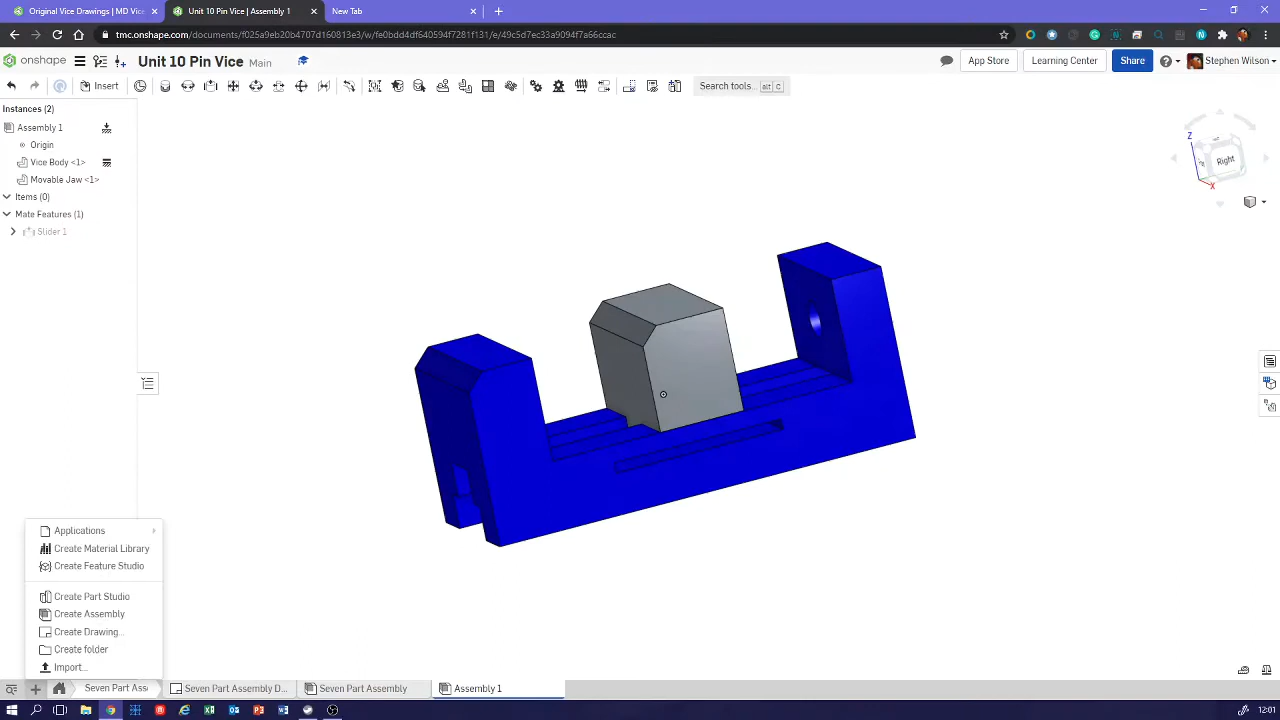 Original Vice Drawings | MD Vice
Unit 10 Pin Vice | Assembly 1
New Tab
tmc.onshape.com/documents/f025a9eb20b4707d160813e3/w/fe0bdd4df640594f7281f131/e/49c5d7ec33a9094f7a66ccac
onshape
Unit 10 Pin Vice
Main
App Store
Learning Center
Share
Stephen Wilson
Insert
Search tools...
alt C
Instances (2)
Assembly 1
Origin
Vice Body <1>
Movable Jaw <1>
Items (0)
Mate Features (1)
Slider 1
Z
Right
X
Applications
Create Material Library
Create Feature Studio
Create Part Studio
Create Assembly
Create Drawing...
Create folder
Import...
Seven Part Ass
Seven Part Assembly D...
Seven Part Assembly
Assembly 1
12:01